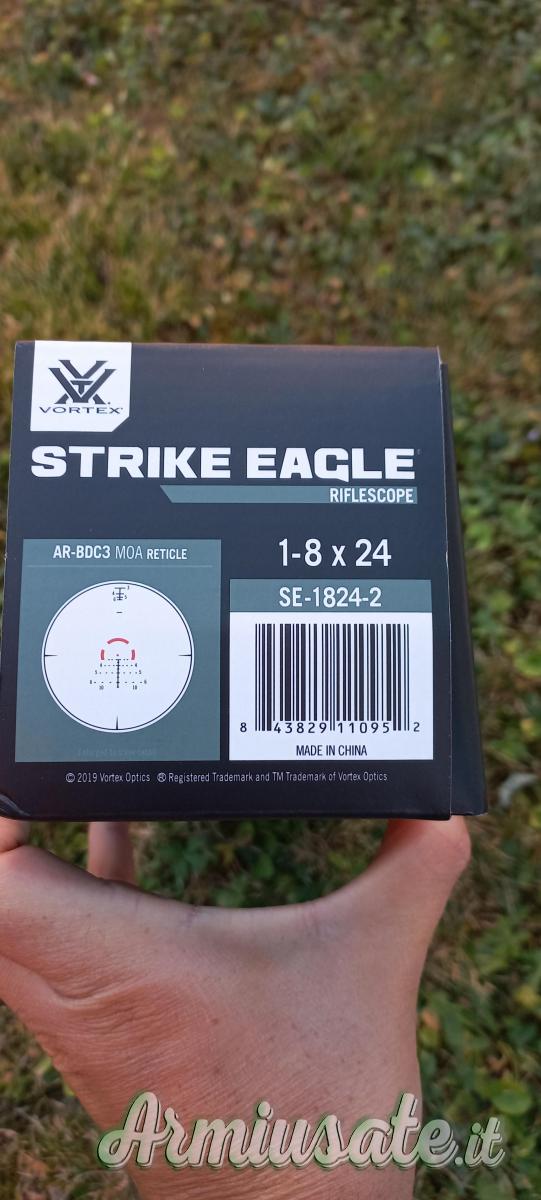 VORTEX
STRIKE EAGLE
RIFLESCOPE
AR-BDC3 MOA RETICLE
1-8 x 24
SE-1824-2
8 43829 11095 2
MADE IN CHINA
© 2019 Vortex Optics ® Registered Trademark and TM Trademark of Vortex Optics
Armiusate.it